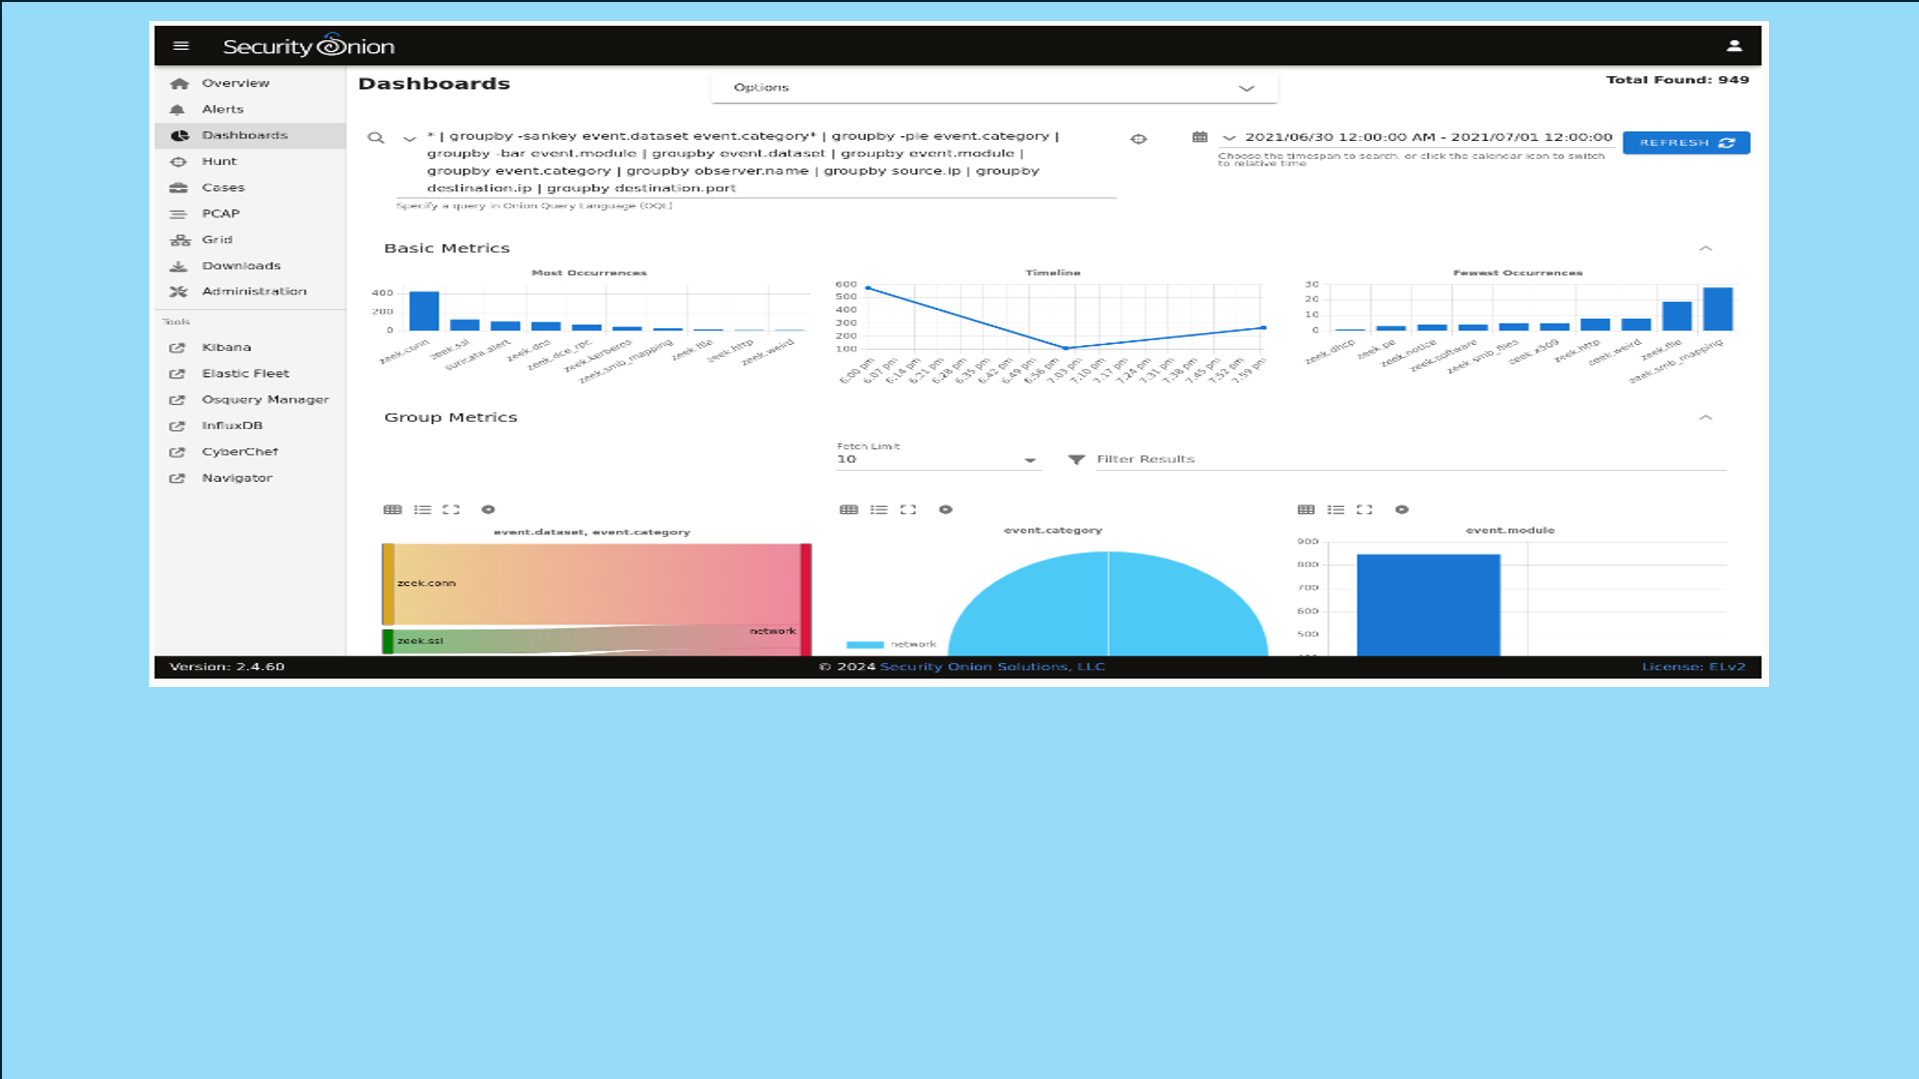 Security Onion
Overview
Alerts
Dashboards
Hunt
Cases
PCAP
Grid
Downloads
Administration
Tools
Kibana
Elastic Fleet
Osquery Manager
InfluxDB
CyberChef
Navigator
Dashboards
Options
Total Found: 949
* | groupby -sankey event.dataset event.category* | groupby -pie event.category |
groupby -bar event.module | groupby event.dataset | groupby event.module |
groupby event.category | groupby observer.name | groupby source.ip | groupby
destination.ip | groupby destination.port
Specify a query in Onion Query Language (OQL)
2021/06/30 12:00:00 AM - 2021/07/01 12:00:00
Choose the timespan to search, or click the calendar icon to switch
to relative time
REFRESH
Basic Metrics
Most Occurrences
400
200
0
zeek.conn
zeek.ssl
suricata.alert
zeek.dns
zeek.dce_rpc
zeek.kerberos
zeek.smb_mapping
zeek.file
zeek.http
zeek.weird
Timeline
600
500
400
300
200
100
6:00 pm
6:07 pm
6:14 pm
6:21 pm
6:28 pm
6:35 pm
6:42 pm
6:49 pm
6:56 pm
7:03 pm
7:10 pm
7:17 pm
7:24 pm
7:31 pm
7:38 pm
7:45 pm
7:52 pm
7:59 pm
Fewest Occurrences
30
20
10
0
zeek.dhcp
zeek.pe
zeek.notice
zeek.software
zeek.smb_files
zeek.x509
zeek.http
zeek.weird
zeek.file
zeek.smb_mapping
Group Metrics
Fetch Limit
10
Filter Results
event.dataset, event.category
zeek.conn
zeek.ssl
network
event.category
network
event.module
900
800
700
600
500
Version: 2.4.60
© 2024 Security Onion Solutions, LLC
License: ELv2